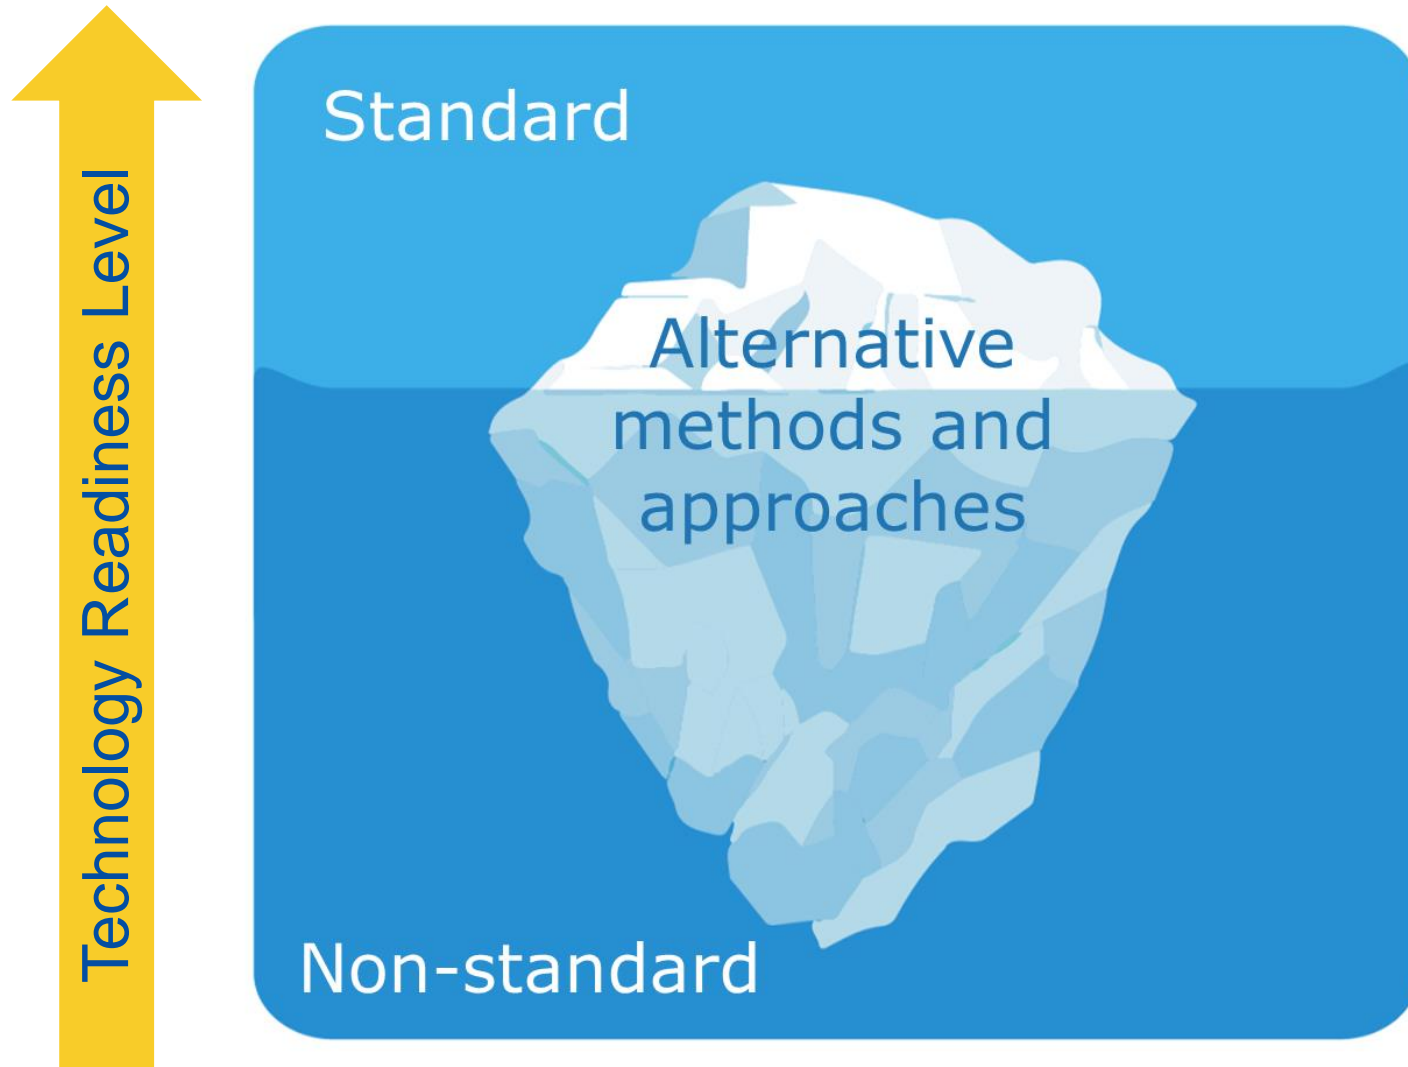 Technology Readiness Level
Standard
Alternative
methods and
approaches
Non-standard